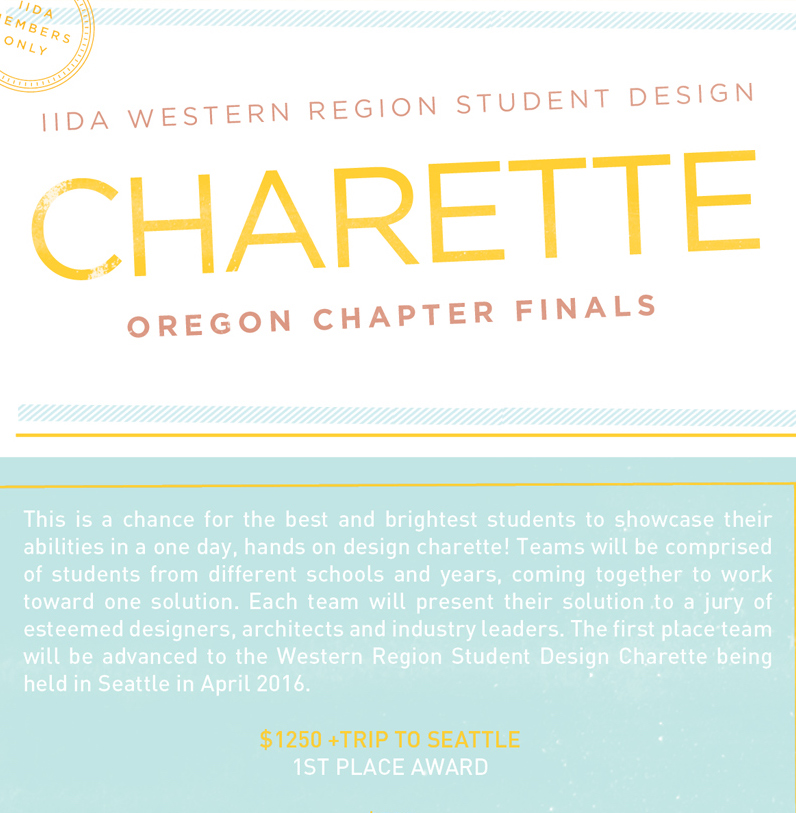 IIDA
MEMBERS
ONLY
IIDA WESTERN REGION STUDENT DESIGN
CHARETTE
OREGON CHAPTER FINALS
This is a chance for the best and brightest students to showcase their
abilities in a one day, hands on design charette! Teams will be comprised
of students from different schools and years, coming together to work
toward one solution. Each team will present their solution to a jury of
esteemed designers, architects and industry leaders. The first place team
will be advanced to the Western Region Student Design Charette being
held in Seattle in April 2016.
$1250 +TRIP TO SEATTLE
1ST PLACE AWARD